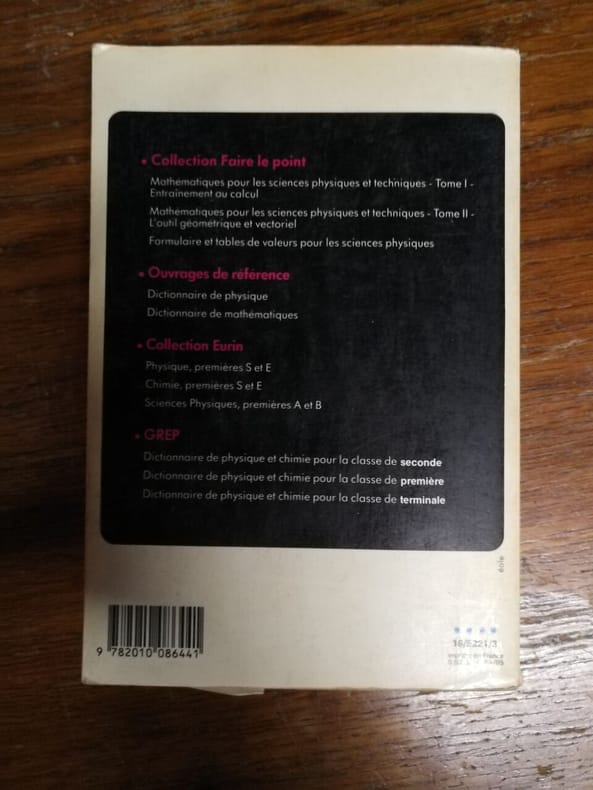 • Collection Faire le point
Mathématiques pour les sciences physiques et techniques - Tome I -
Entraînement au calcul
Mathématiques pour les sciences physiques et techniques - Tome II -
L'outil géométrique et vectoriel
Formulaire et tables de valeurs pour les sciences physiques
• Ouvrages de référence
Dictionnaire de physique
Dictionnaire de mathématiques
• Collection Eurin
Physique, premières S et E
Chimie, premières S et E
Sciences Physiques, premières A et B
• GREP
Dictionnaire de physique et chimie pour la classe de seconde
Dictionnaire de physique et chimie pour la classe de première
Dictionnaire de physique et chimie pour la classe de terminale
éole
9 782010 086441
16/5221/3